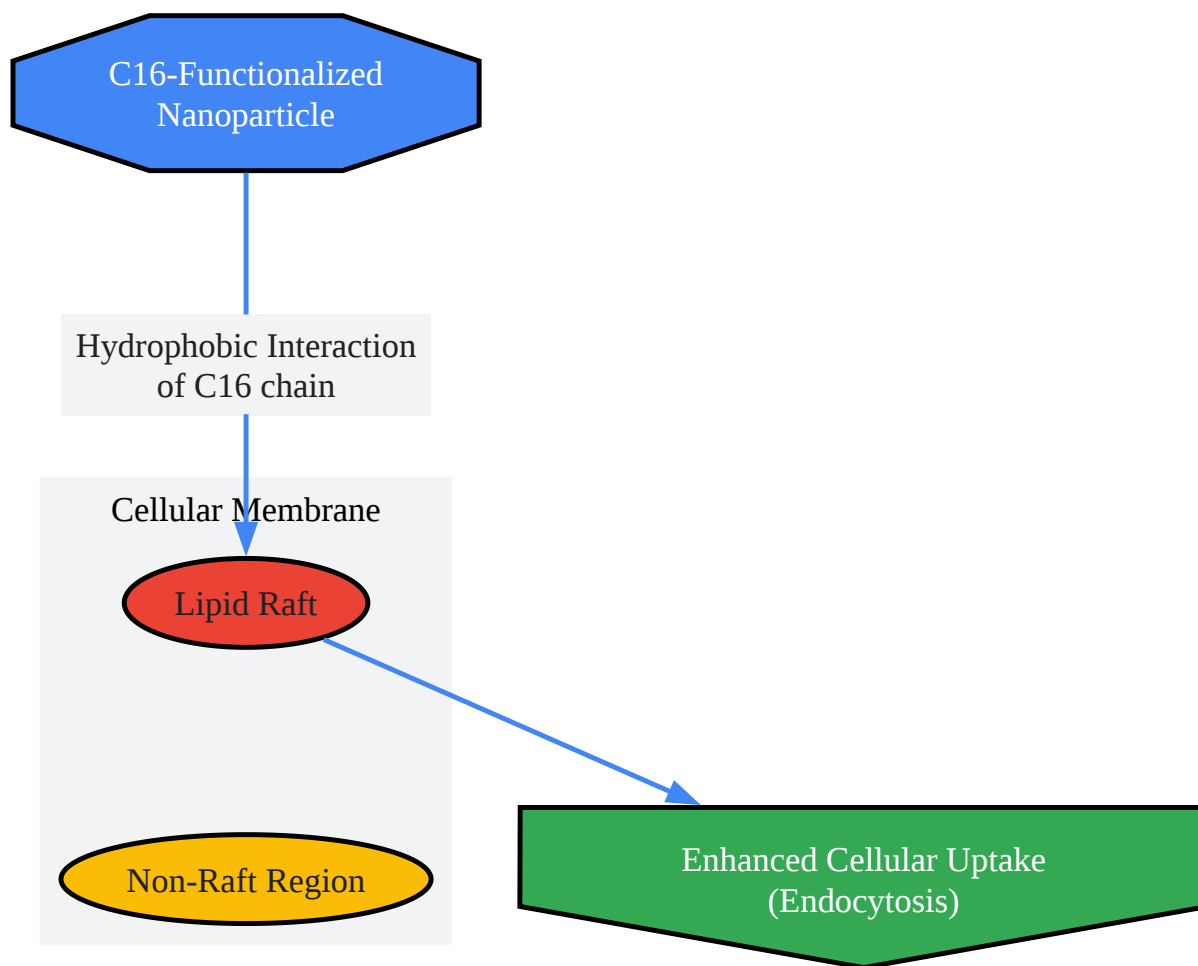 C16-Functionalized
Nanoparticle
Hydrophobic Interaction
of C16 chain
Cellular Membrane
Lipid Raft
Non-Raft Region
Enhanced Cellular Uptake
(Endocytosis)